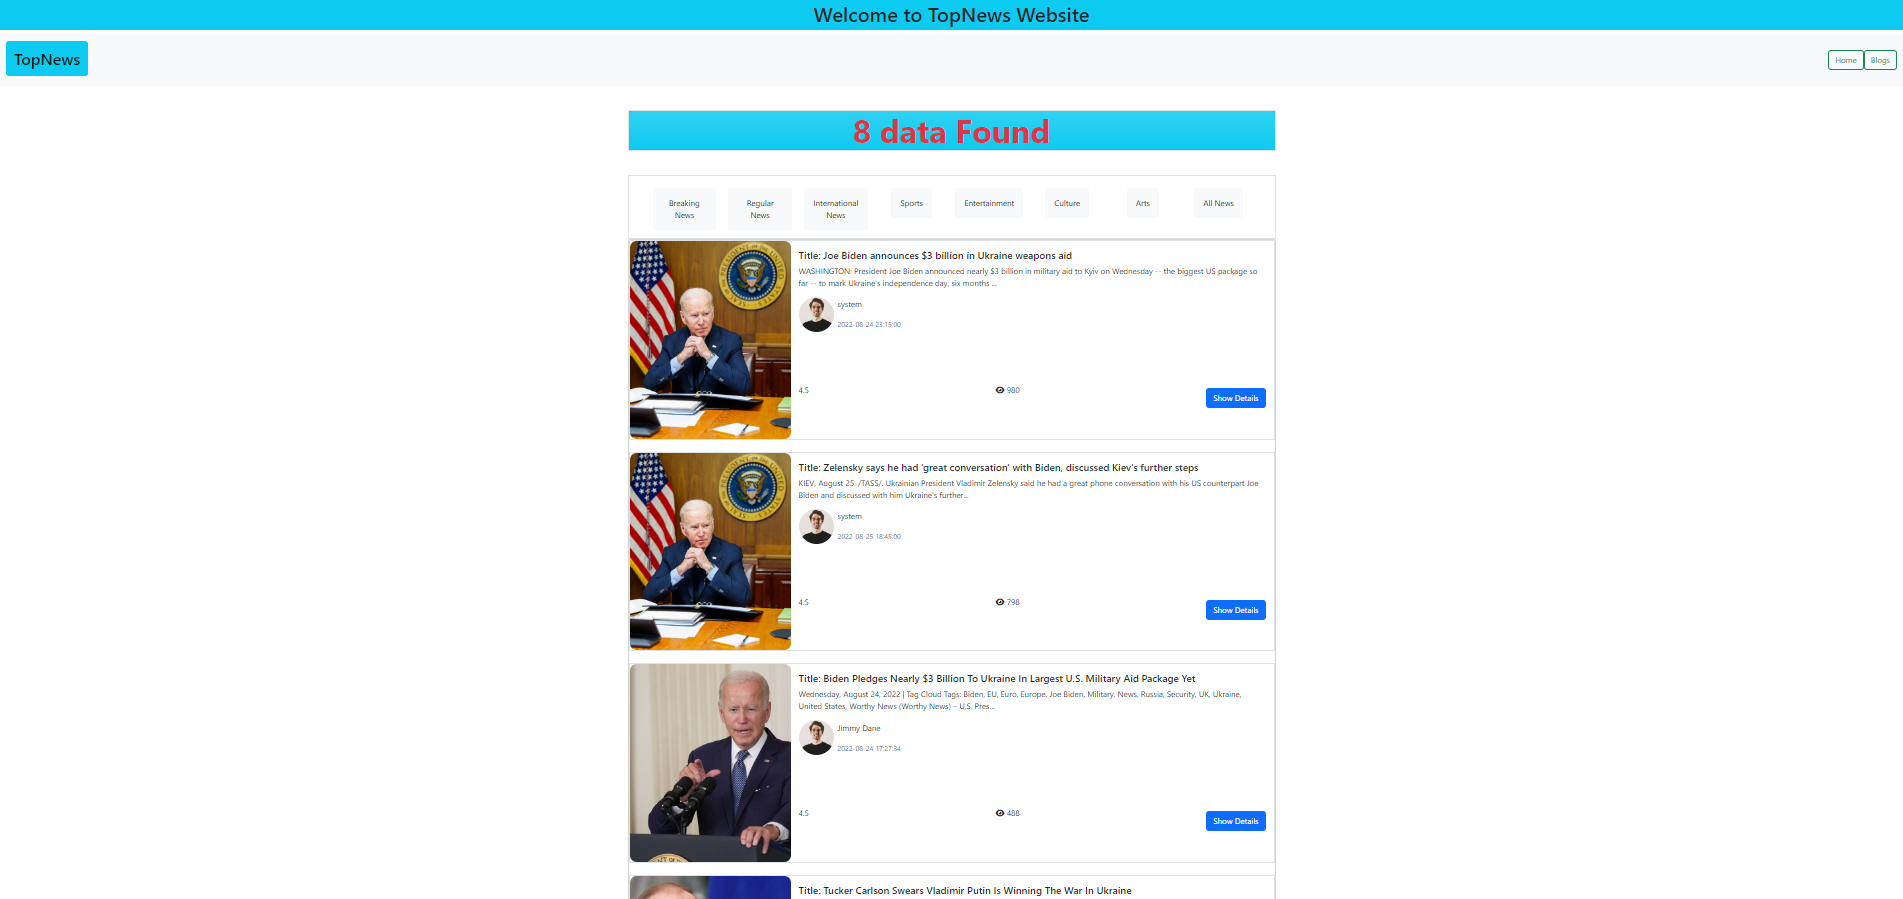 Welcome to TopNews Website
TopNews
Home
Blogs
8 data Found
Breaking
News
Regular
News
International
News
Sports
Entertainment
Culture
Arts
All News
Title: Joe Biden announces $3 billion in Ukraine weapons aid
WASHINGTON: President Joe Biden announced nearly $3 billion in military aid to Kyiv on Wednesday -- the biggest US package so
far -- to mark Ukraine's independence day, six months ...
system
2022-08-24 23:15:00
4.5
980
Show Details
Title: Zelensky says he had ‘great conversation’ with Biden, discussed Kiev’s further steps
KIEV, August 25. /TASS/. Ukrainian President Vladimir Zelensky said he had a great phone conversation with his US counterpart Joe
Biden and discussed with him Ukraine's further...
system
2022-08-25 18:45:00
4.5
798
Show Details
Title: Biden Pledges Nearly $3 Billion To Ukraine In Largest U.S. Military Aid Package Yet
Wednesday, August 24, 2022 | Tag Cloud Tags: Biden, EU, Euro, Europe, Joe Biden, Military, News, Russia, Security, UK, Ukraine,
United States, Worthy News (Worthy News) – U.S. Pres...
Jimmy Dane
2022-08-24 17:27:34
4.5
488
Show Details
Title: Tucker Carlson Swears Vladimir Putin Is Winning The War In Ukraine